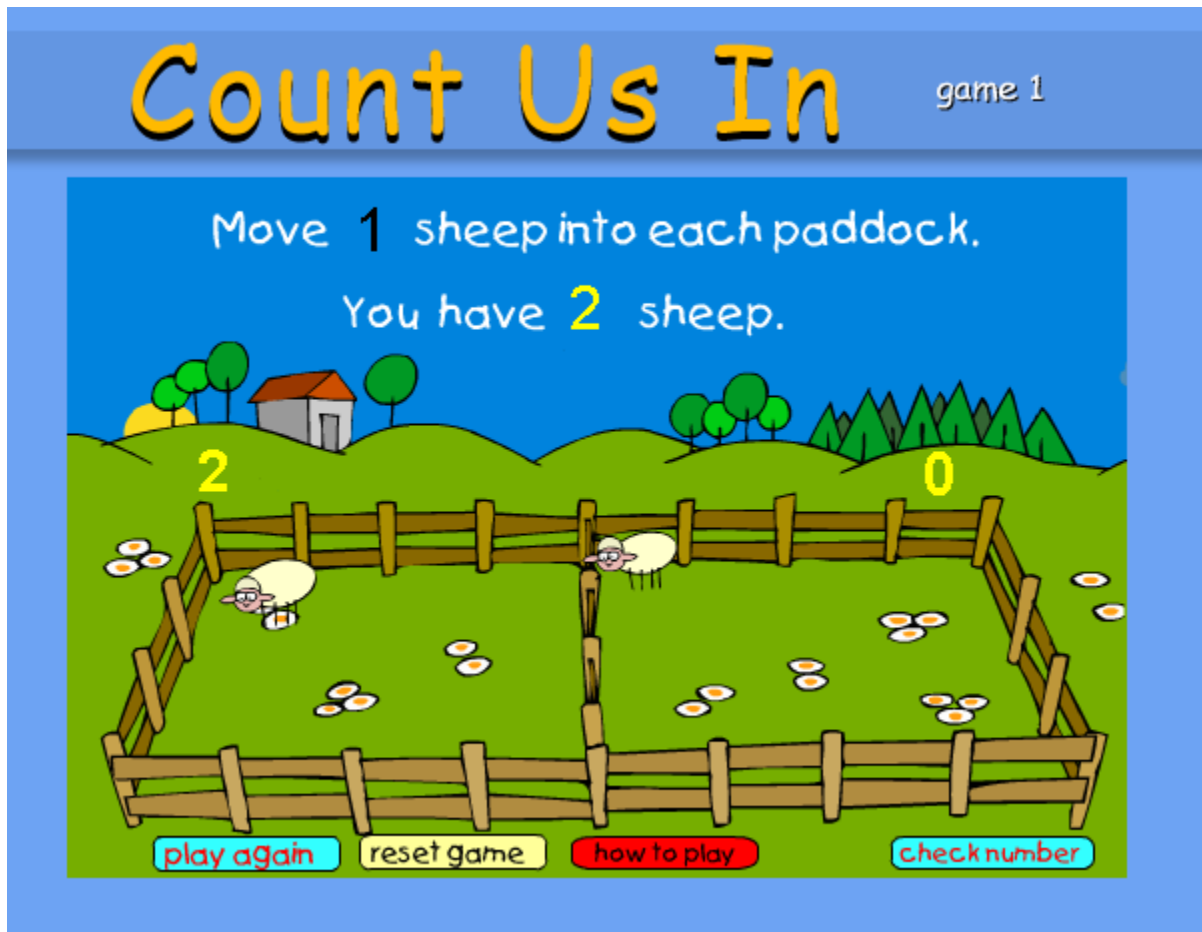 Count Us In game 1
Move 1 sheep into each paddock.
You have 2 sheep.
2 0
play again reset game how to play check number